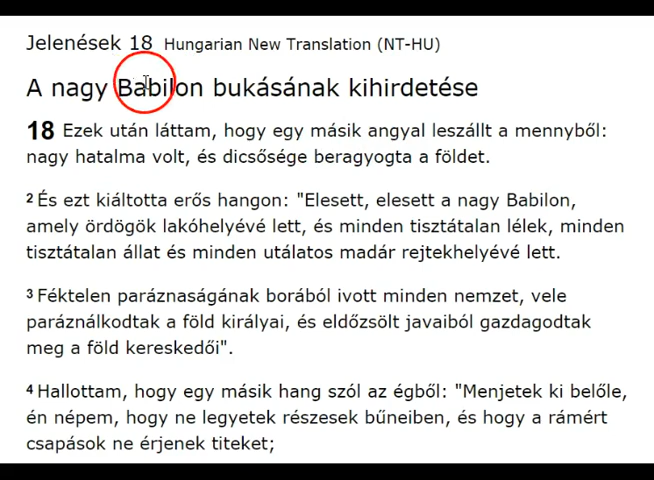 Jelenések 18 Hungarian New Translation (NT-HU)
A nagy Babilon bukásának kihirdetése
18 Ezek után láttam, hogy egy másik angyal leszállt a mennyből:
nagy hatalma volt, és dicsősége beragyogta a földet.
2 És ezt kiáltotta erős hangon: "Elesett, elesett a nagy Babilon,
amely ördögök lakóhelyévé lett, és minden tisztátalan lélek, minden
tisztátalan állat és minden utálatos madár rejtekhelyévé lett.
3 Féktelen paráznaságának borából ivott minden nemzet, vele
paráználkodtak a föld királyai, és eldőzsölt javaiból gazdagodtak
meg a föld kereskedői".
4 Hallottam, hogy egy másik hang szól az égből: "Menjetek ki belőle,
én népem, hogy ne legyetek részesek bűneiben, és hogy a rámért
csapások ne érjenek titeket;